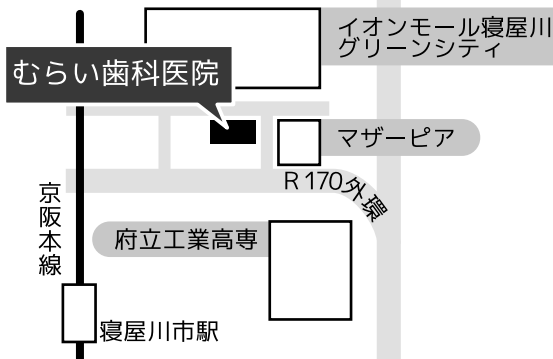 イオンモール寝屋川
グリーンシティ
むらい歯科医院
マザーピア
R170外環
京阪本線
府立工業高専
寝屋川市駅